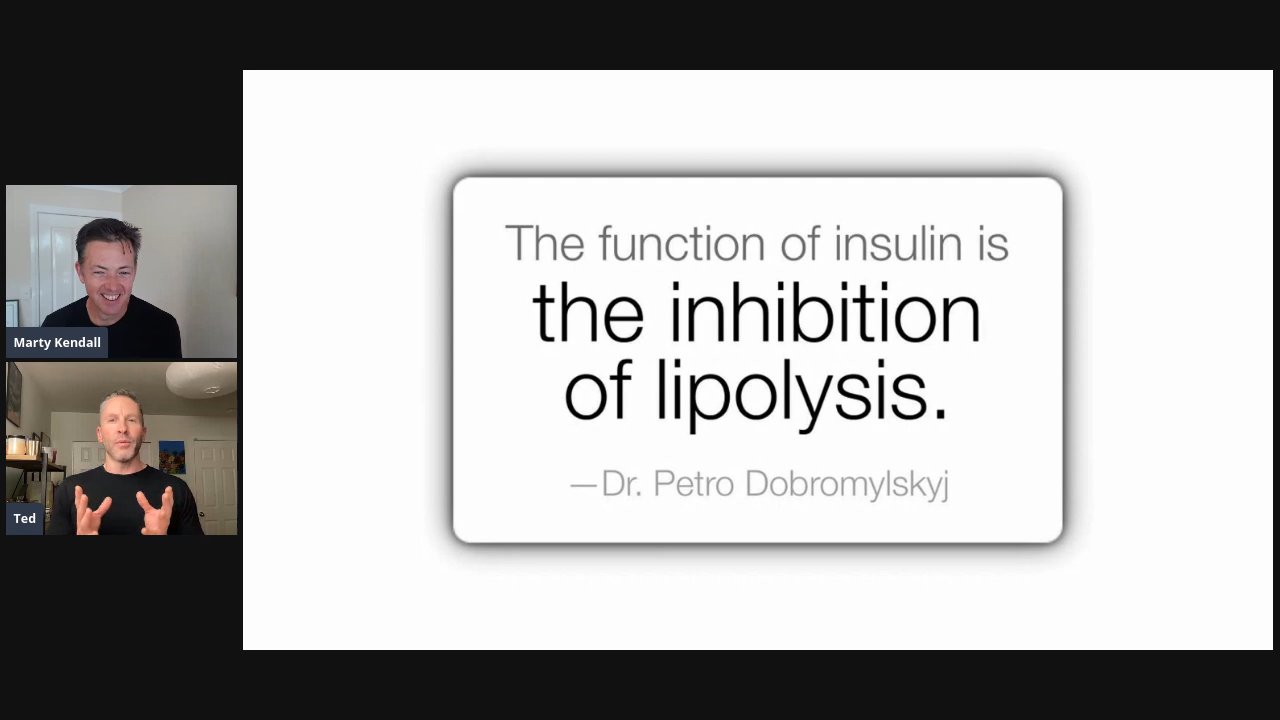 Marty Kendall
Ted
The function of insulin is
the inhibition
of lipolysis.
—Dr. Petro Dobromylskyj